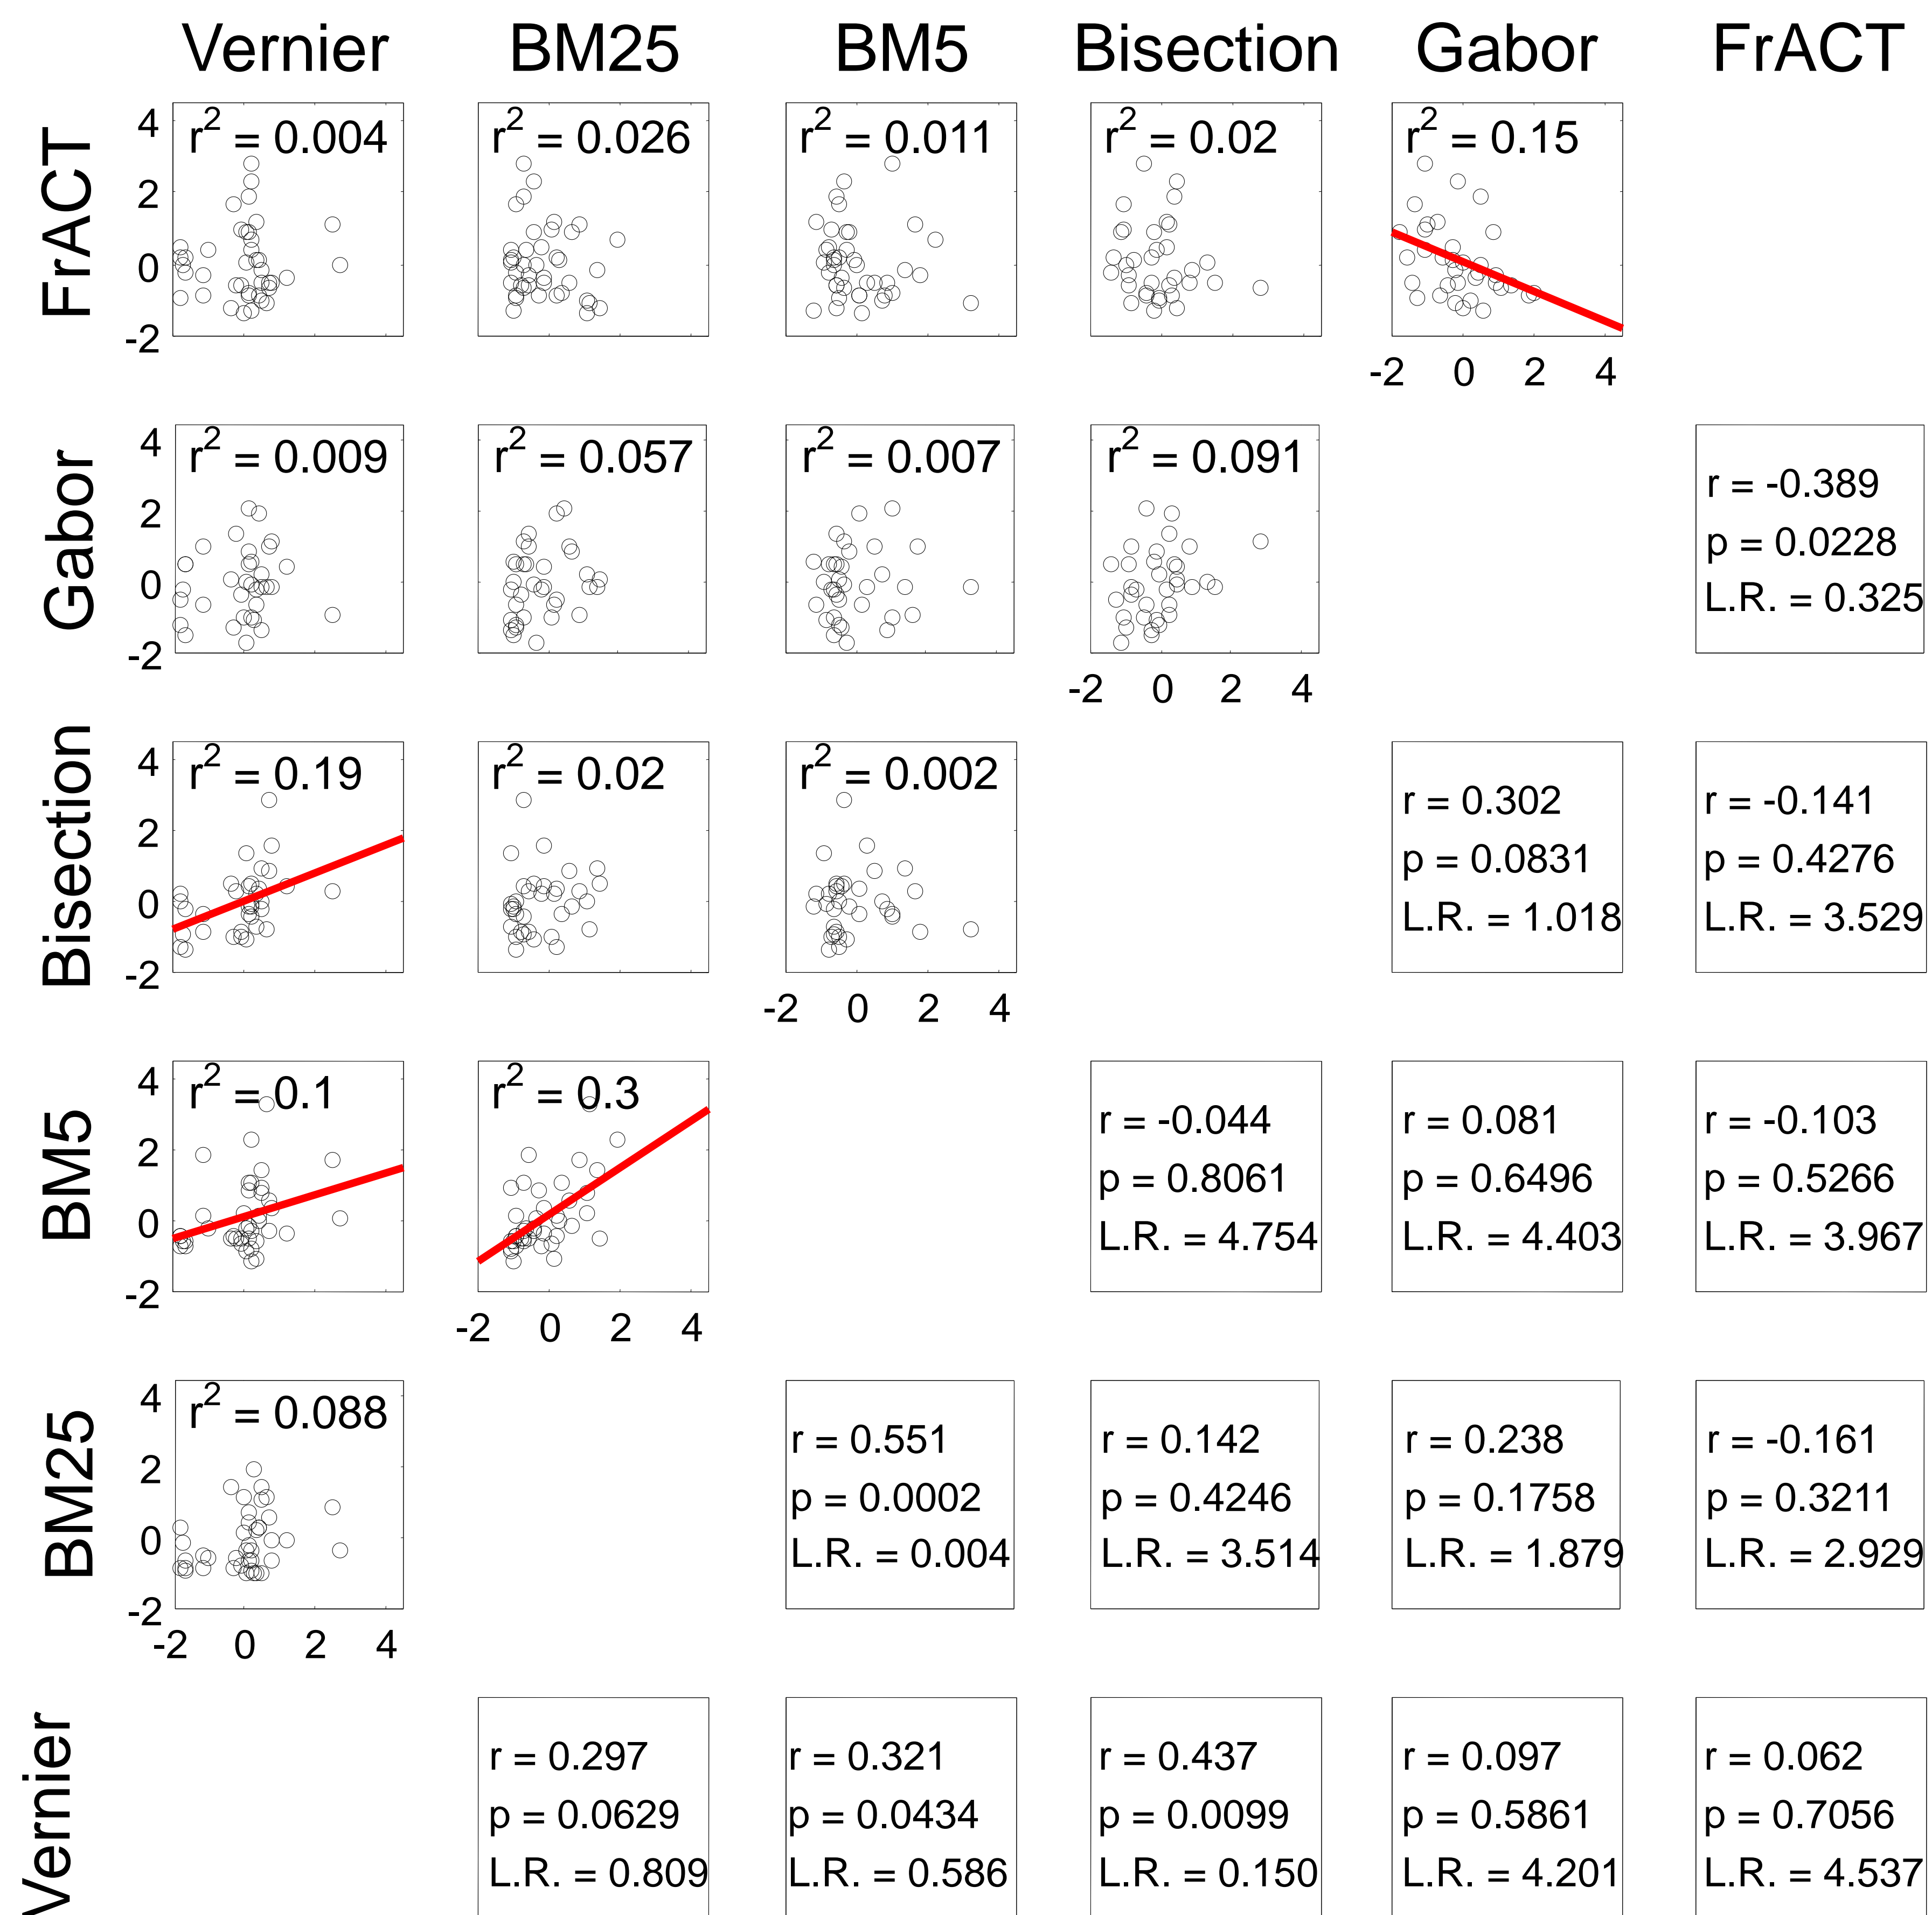 Vernier BM25 BM5 Bisection Gabor FrACT
FrACT
4
2
0
-2
r2 = 0.004
r2 = 0.026
r2 = 0.011
r2 = 0.02
r2 = 0.15
-2 0 2 4
Gabor
4
2
0
-2
r2 = 0.009
r2 = 0.057
r2 = 0.007
r2 = 0.091
-2 0 2 4
r = -0.389
p = 0.0228
L.R. = 0.325
Bisection
4
2
0
-2
r2 = 0.19
r2 = 0.02
r2 = 0.002
-2 0 2 4
r = 0.302
p = 0.0831
L.R. = 1.018
r = -0.141
p = 0.4276
L.R. = 3.529
BM5
4
2
0
-2
r2 = 0.1
r2 = 0.3
-2 0 2 4
r = -0.044
p = 0.8061
L.R. = 4.754
r = 0.081
p = 0.6496
L.R. = 4.403
r = -0.103
p = 0.5266
L.R. = 3.967
BM25
4
2
0
-2
r2 = 0.088
-2 0 2 4
r = 0.551
p = 0.0002
L.R. = 0.004
r = 0.142
p = 0.4246
L.R. = 3.514
r = 0.238
p = 0.1758
L.R. = 1.879
r = -0.161
p = 0.3211
L.R. = 2.929
Vernier
r = 0.297
p = 0.0629
L.R. = 0.809
r = 0.321
p = 0.0434
L.R. = 0.586
r = 0.437
p = 0.0099
L.R. = 0.150
r = 0.097
p = 0.5861
L.R. = 4.201
r = 0.062
p = 0.7056
L.R. = 4.537